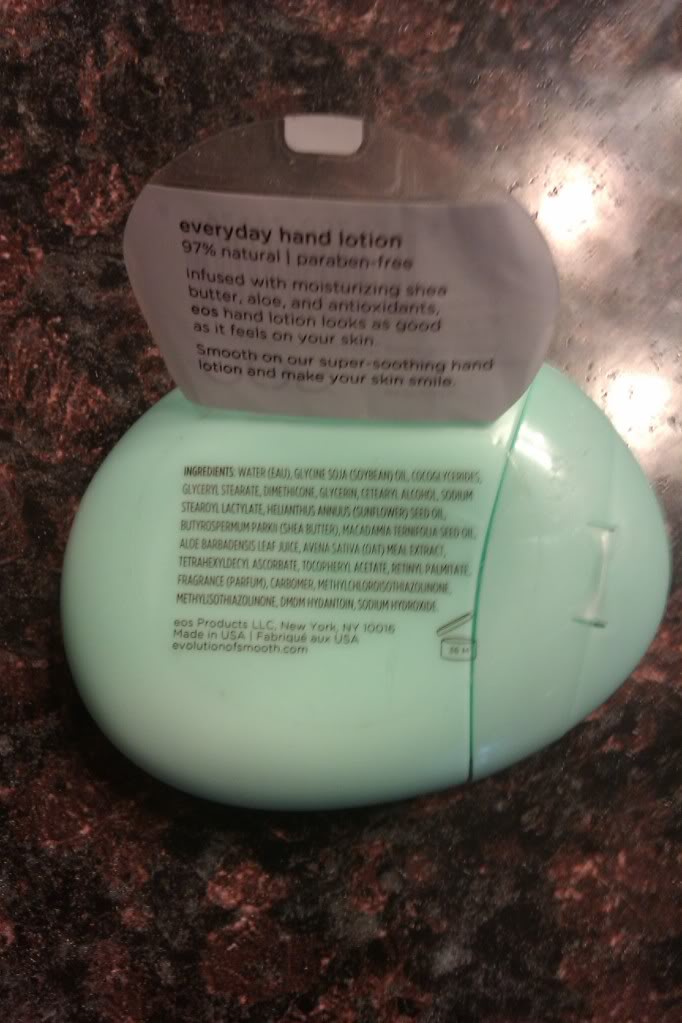 everyday hand lotion
97% natural | paraben-free
infused with moisturizing shea
butter, aloe, and antioxidants,
eos hand lotion looks as good
as it feels on your skin.
Smooth on our super-soothing hand
lotion and make your skin smile.
INGREDIENTS: WATER (EAU), GLYCINE SOJA (SOYBEAN) OIL, COCOGLYCERIDES,
GLYCERYL STEARATE, DIMETHICONE, GLYCERIN, CETEARYL ALCOHOL, SODIUM
STEAROYL LACTYLATE, HELIANTHUS ANNUUS (SUNFLOWER) SEED OIL,
BUTYROSPERMUM PARKII (SHEA BUTTER), MACADAMIA TERNIFOLIA SEED OIL,
ALOE BARBADENSIS LEAF JUICE, AVENA SATIVA (OAT) MEAL EXTRACT,
TETRAHEXYLDECYL ASCORBATE, TOCOPHERYL ACETATE, RETINYL PALMITATE,
FRAGRANCE (PARFUM), CARBOMER, METHYLCHLOROISOTHIAZOLINONE,
METHYLISOTHIAZOLINONE, DMDM HYDANTOIN, SODIUM HYDROXIDE.
eos Products LLC, New York, NY 10016
Made in USA | Fabriqué aux USA
evolutionofsmooth.com